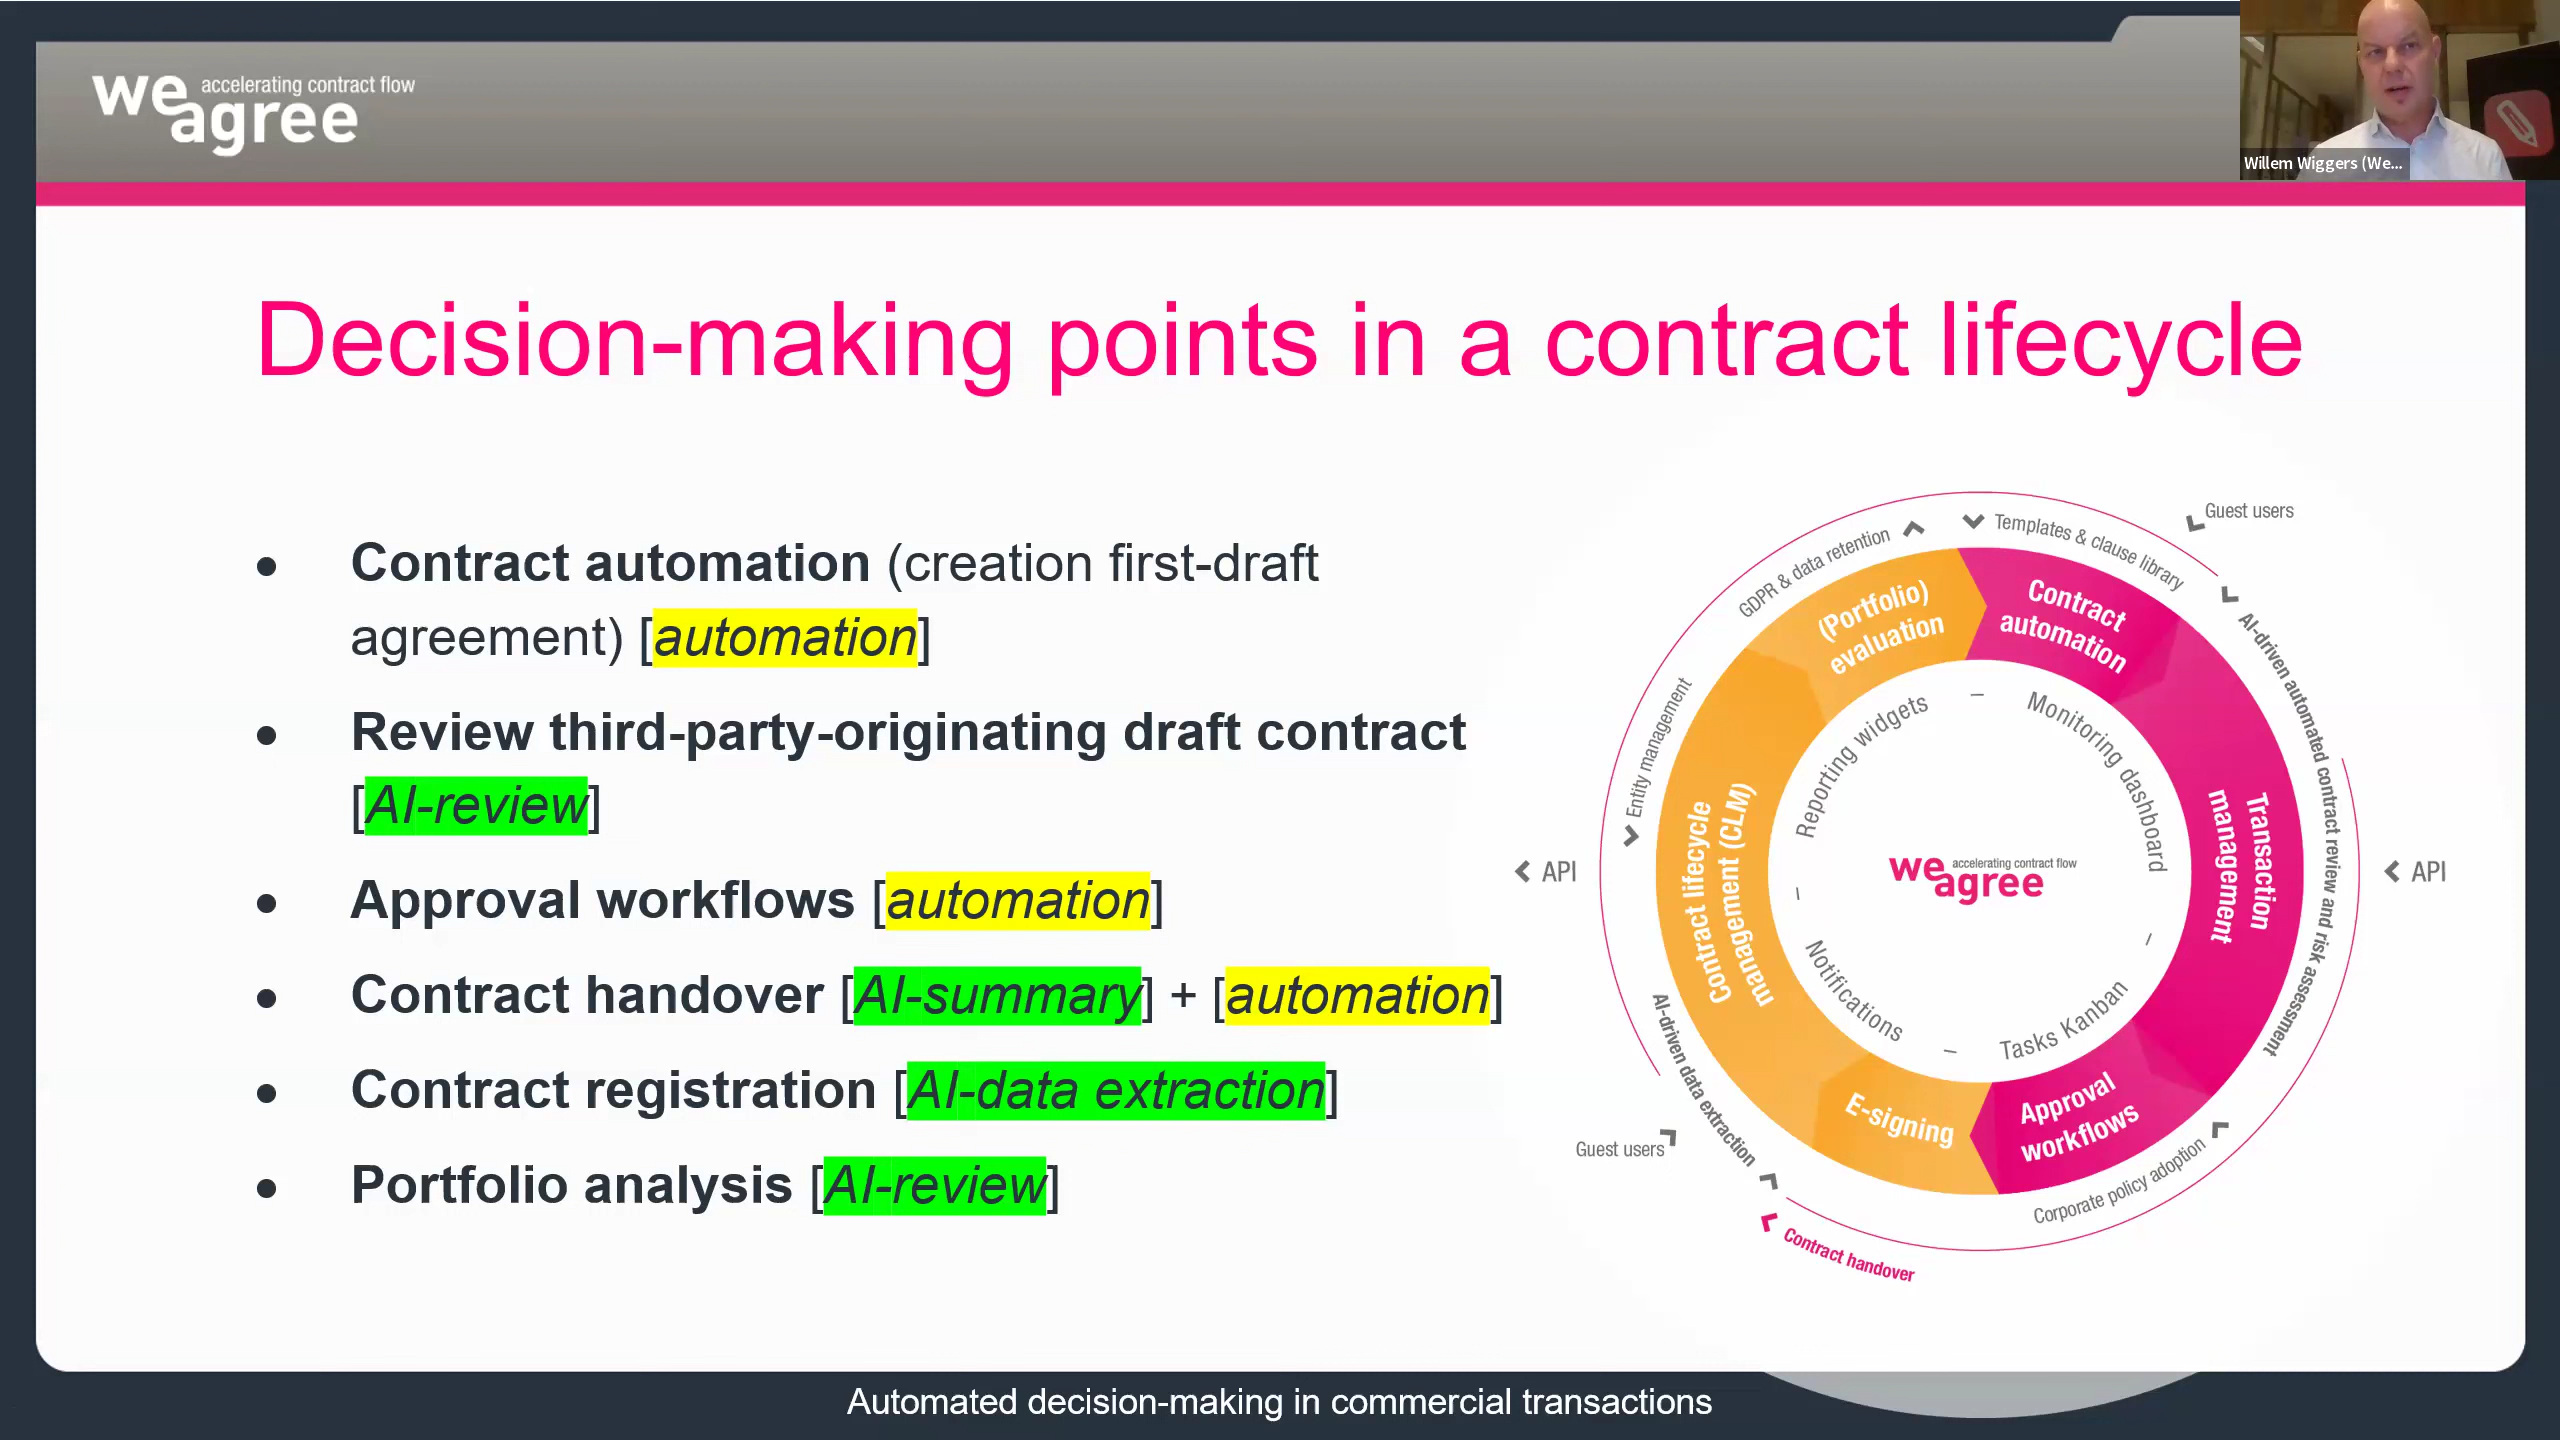 we accelerating contract flow
agree
Willem Wiggers (We...
Decision-making points in a contract lifecycle
● Contract automation (creation first-draft
agreement) [automation]
● Review third-party-originating draft contract
[AI-review]
● Approval workflows [automation]
● Contract handover [AI-summary] + [automation]
● Contract registration [AI-data extraction]
● Portfolio analysis [AI-review]
Guest users
Templates & clause library
GDPR & data retention
Entity management
AI-driven automated contract review and risk assessment
Contract
automation
(Portfolio)
evaluation
Transaction
management
Contract lifecycle
management (CLM)
Approval
workflows
E-signing
Reporting widgets
Monitoring dashboard
Notifications
Tasks Kanban
we accelerating contract flow
agree
API
API
AI-driven data extraction
Guest users
Corporate policy adoption
Contract handover
Automated decision-making in commercial transactions